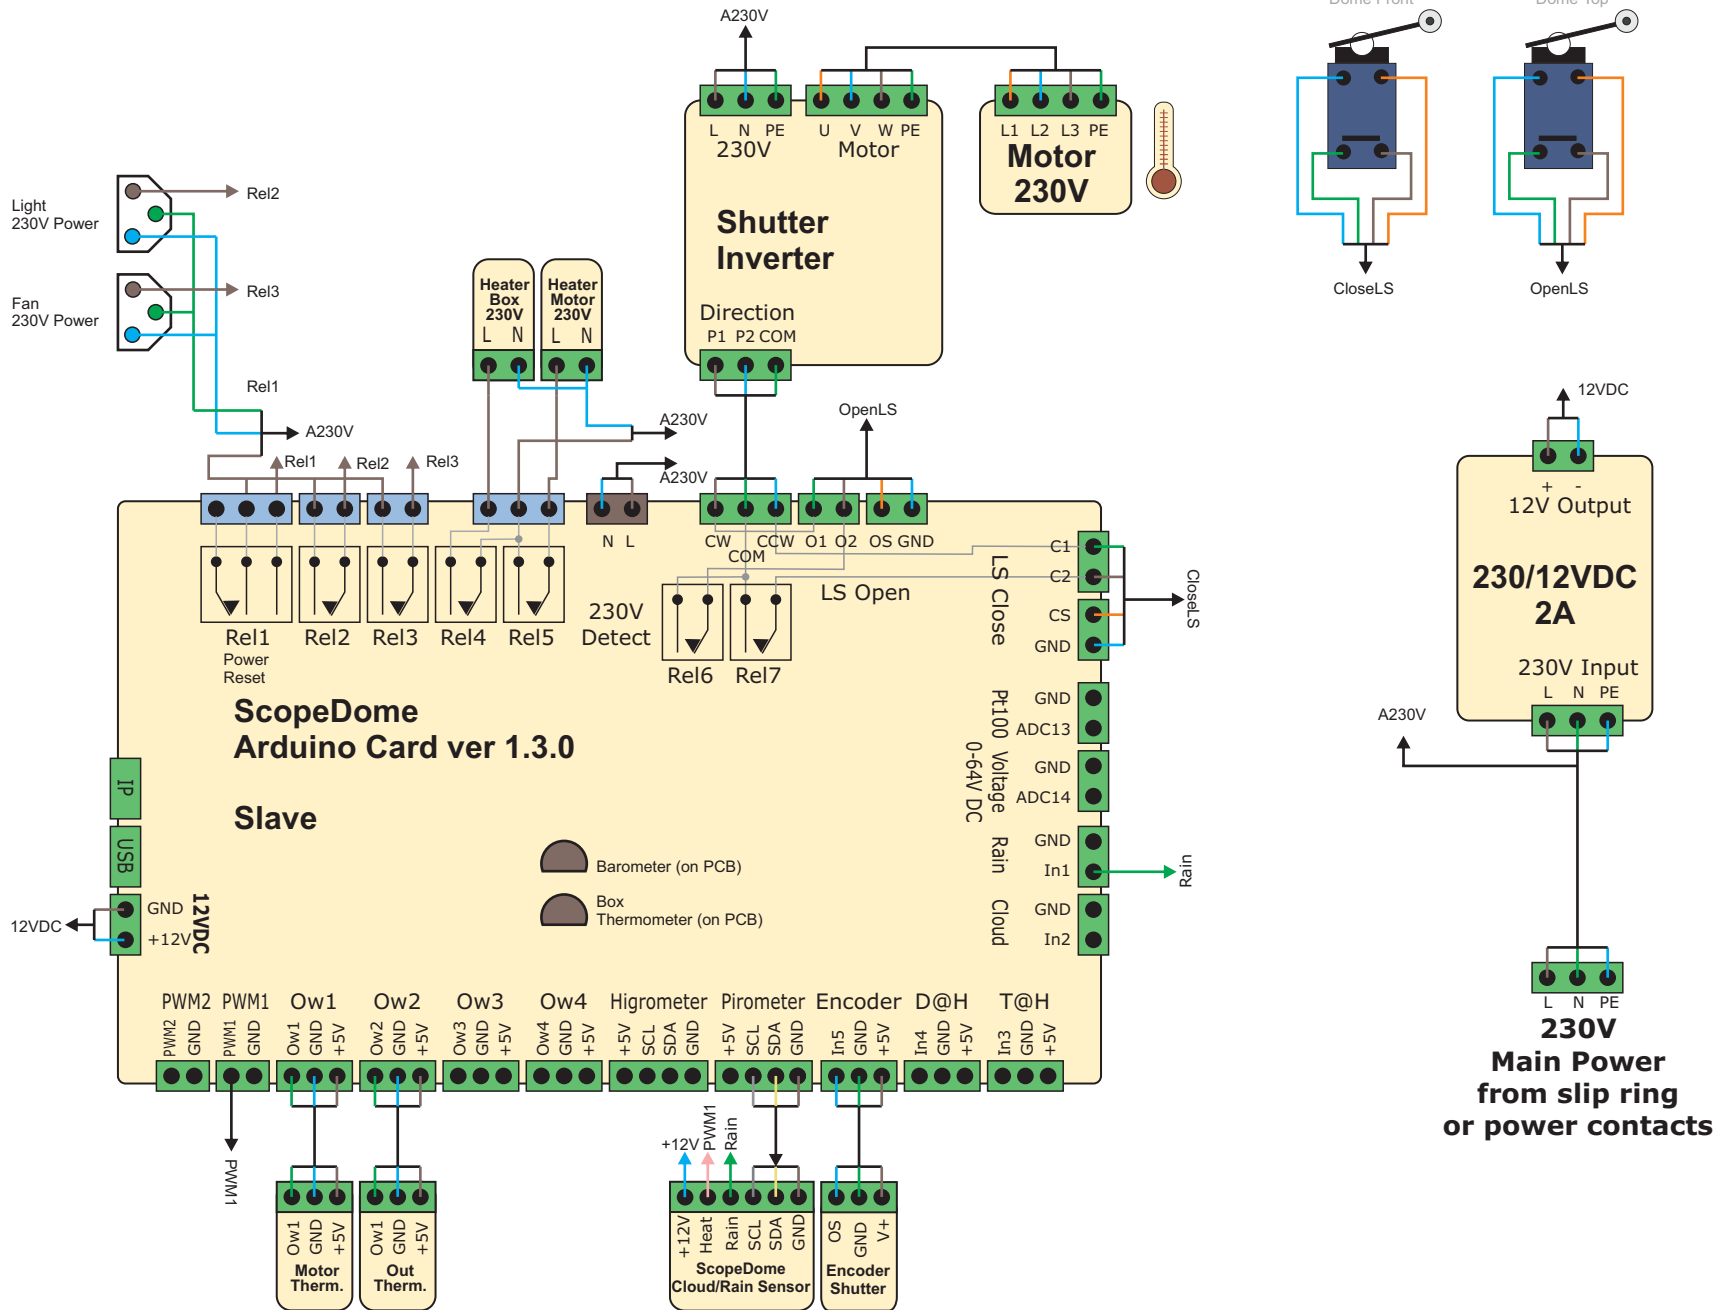 A230V
Dome Front
Dome Top
L N PE
230V
U V W PE
Motor
L1 L2 L3 PE
Motor
230V
Light
230V Power
Rel2
Fan
230V Power
Rel3
Shutter
Inverter
Heater
Box
230V
L N
Heater
Motor
230V
L N
Direction
P1 P2 COM
CloseLS
OpenLS
Rel1
A230V
Rel1
Rel2
Rel3
A230V
A230V
OpenLS
12VDC
+ -
12V Output
230/12VDC
2A
230V Input
L N PE
A230V
N L
CW
COM
CCW
O1 O2
OS GND
LS Open
230V
Detect
C1
C2
CS
GND
LS Close
CloseLS
Rel1
Power
Reset
Rel2
Rel3
Rel4
Rel5
Rel6
Rel7
ScopeDome
Arduino Card ver 1.3.0
Slave
GND
ADC13
Pt100
GND
ADC14
Voltage
0-64V DC
GND
In1
Rain
Rain
GND
In2
Cloud
IP
USB
Barometer (on PCB)
Box
Thermometer (on PCB)
12VDC
GND
+12V
12VDC
PWM2 PWM1 Ow1 Ow2 Ow3 Ow4 Higrometer Pirometer Encoder D@H T@H
PWM2 GND PWM1 GND Ow1 GND +5V Ow2 GND +5V Ow3 GND +5V Ow4 GND +5V +5V SCL SDA GND +5V SCL SDA GND In5 GND +5V In4 GND +5V In3 GND +5V
L N PE
230V
Main Power
from slip ring
or power contacts
PWM1
+12V
PWM1
Rain
Ow1 GND +5V
Motor
Therm.
Ow1 GND +5V
Out
Therm.
+12V Heat Rain SCL SDA GND
ScopeDome
Cloud/Rain Sensor
OS GND V+
Encoder
Shutter